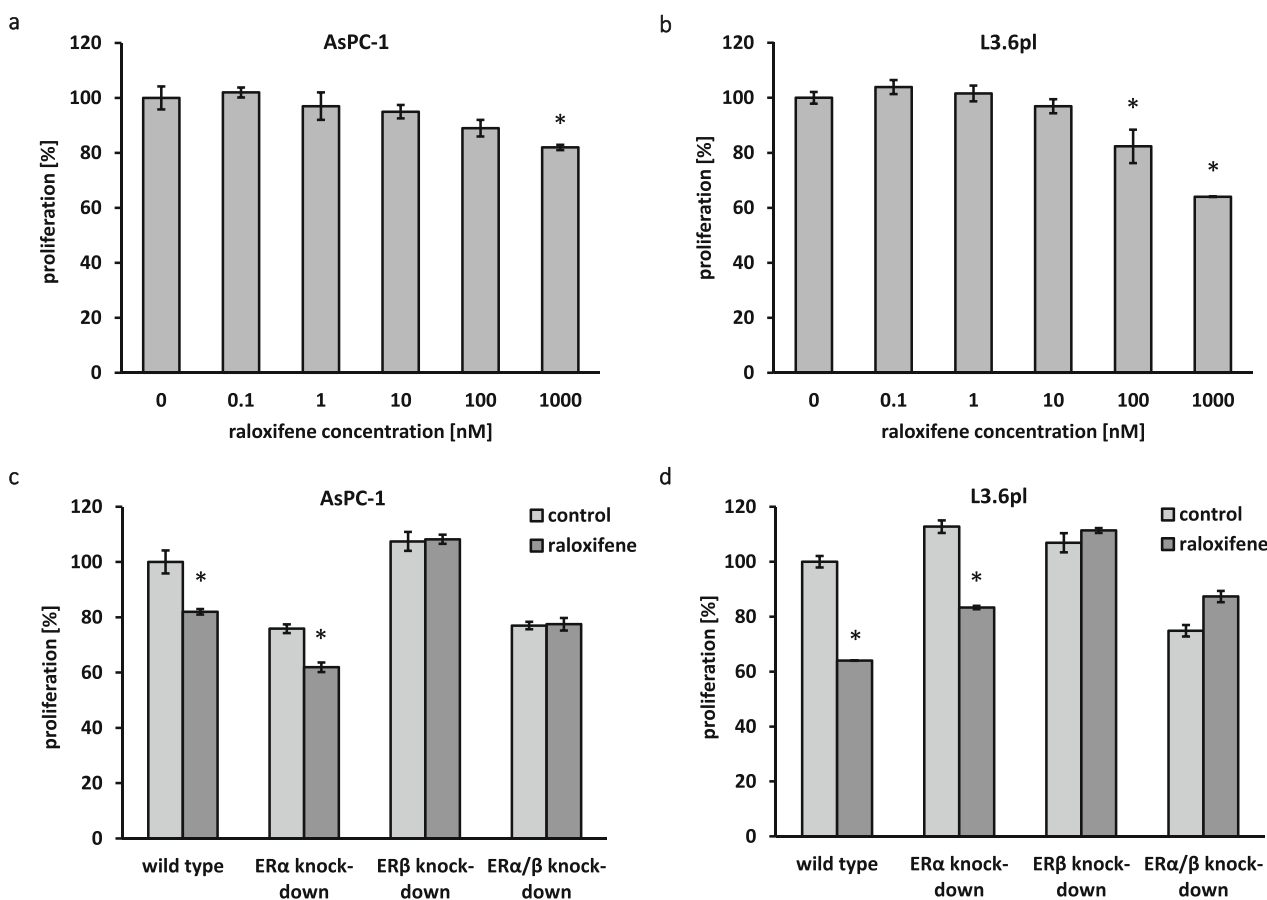 a
AsPC-1
120
100
80
60
40
20
0
proliferation [%]
*
0 0.1 1 10 100 1000
raloxifene concentration [nM]
b
L3.6pl
120
100
80
60
40
20
0
proliferation [%]
*
*
0 0.1 1 10 100 1000
raloxifene concentration [nM]
c
AsPC-1
control
raloxifene
120
100
80
60
40
20
0
proliferation [%]
*
*
wild type ERα knock- ERβ knock- ERα/β knock-
down down down
d
L3.6pl
control
raloxifene
120
100
80
60
40
20
0
proliferation [%]
*
*
wild type ERα knock- ERβ knock- ERα/β knock-
down down down